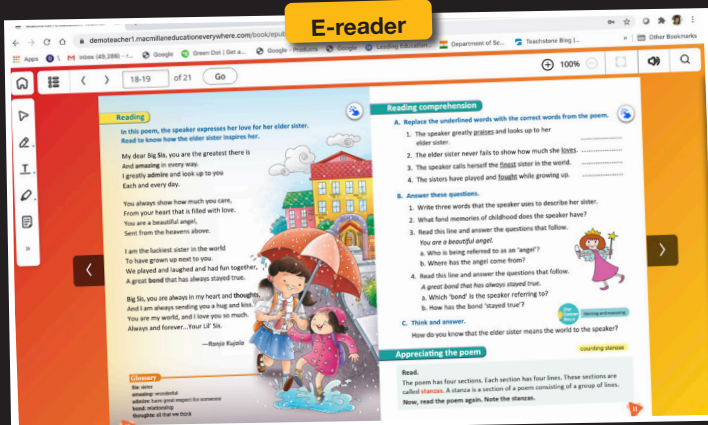 E-reader
demoteacher1.macmillaneducationeverywhere.com/book/epub
Apps
Inbox (49,286) - r...
Google
Green Dot | Get a...
Google - Products
Google
Leading Education...
Department of Sc...
Teachstone Blog |...
»
Other Bookmarks
18-19
of 21
Go
100%
Reading
In this poem, the speaker expresses her love for her elder sister.
Read to know how the elder sister inspires her.
My dear Big Sis, you are the greatest there is
And amazing in every way.
I greatly admire and look up to you
Each and every day.
You always show how much you care,
From your heart that is filled with love.
You are a beautiful angel,
Sent from the heavens above.
I am the luckiest sister in the world
To have grown up next to you.
We played and laughed and had fun together,
A great bond that has always stayed true.
Big Sis, you are always in my heart and thoughts,
And I am always sending you a hug and kiss.
You are my world, and I love you so much.
Always and forever...Your Lil' Sis.
—Ronja Kujala
Glossary
Sis: sister
amazing: wonderful
admire: have great respect for someone
bond: relationship
thoughts: all that we think
Reading comprehension
A. Replace the underlined words with the correct words from the poem.
1. The speaker greatly praises and looks up to her
elder sister.
2. The elder sister never fails to show how much she loves.
3. The speaker calls herself the finest sister in the world.
4. The sisters have played and fought while growing up.
B. Answer these questions.
1. Write three words that the speaker uses to describe her sister.
2. What fond memories of childhood does the speaker have?
3. Read this line and answer the questions that follow.
You are a beautiful angel.
a. Who is being referred to as an 'angel'?
b. Where has the angel come from?
4. Read this line and answer the questions that follow.
A great bond that has always stayed true.
a. Which 'bond' is the speaker referring to?
b. How has the bond 'stayed true'?
C. Think and answer.
How do you know that the elder sister means the world to the speaker?
Appreciating the poem
counting stanzas
Read.
The poem has four sections. Each section has four lines. These sections are
called stanzas. A stanza is a section of a poem consisting of a group of lines.
Now, read the poem again. Note the stanzas.